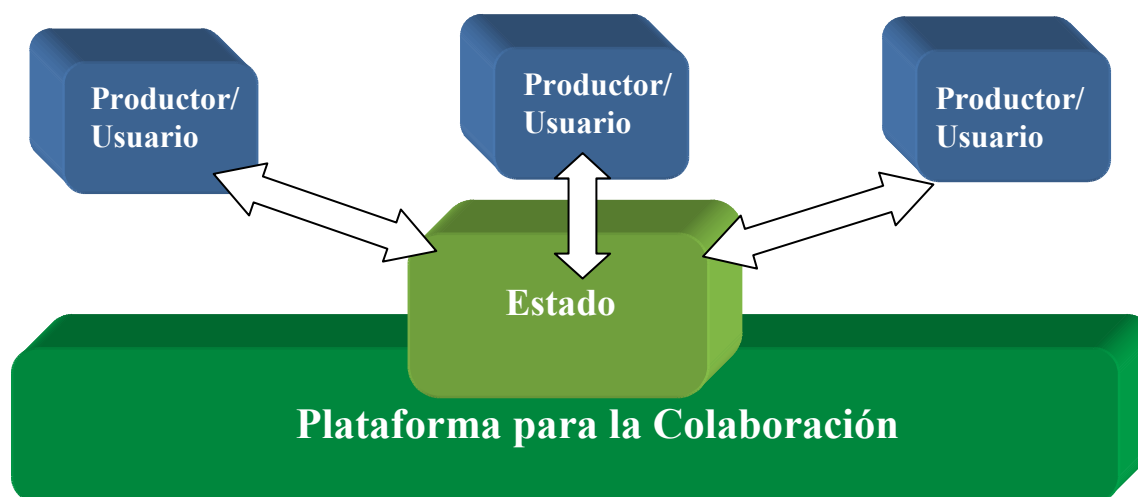 Productor/
Usuario
Productor/
Usuario
Productor/
Usuario
Estado
Plataforma para la Colaboración